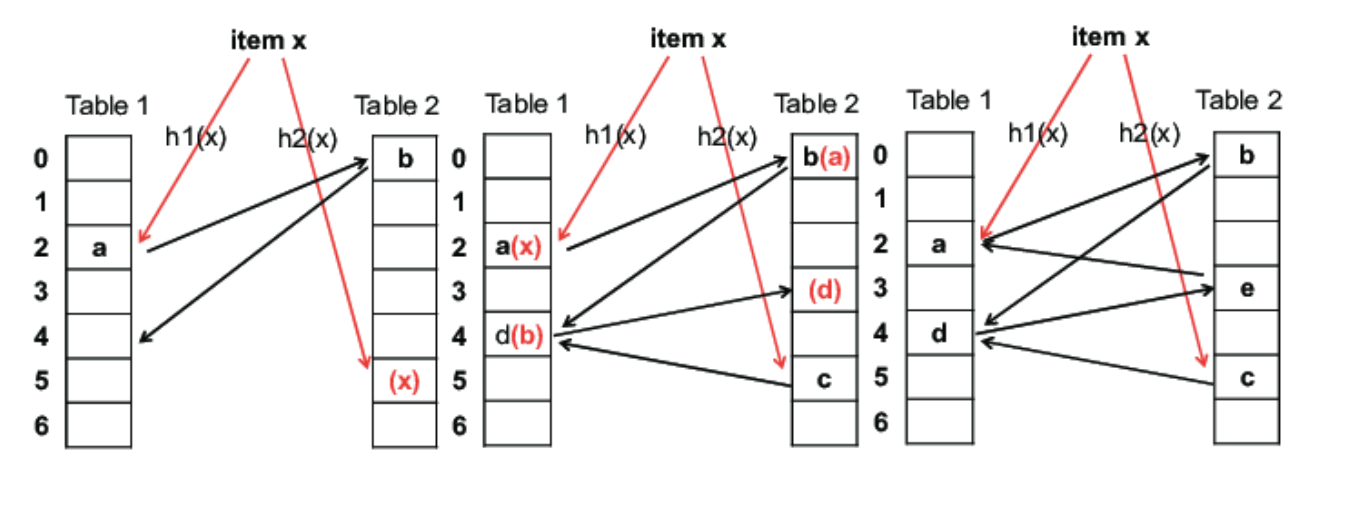 item x
Table 1
Table 2
h1(x)
h2(x)
0
b
1
2
a
3
4
5
(x)
6
item x
Table 1
Table 2
h1(x)
h2(x)
0
b(a)
1
2
a(x)
3
(d)
4
d(b)
5
c
6
item x
Table 1
Table 2
h1(x)
h2(x)
0
b
1
2
a
3
e
4
d
5
c
6